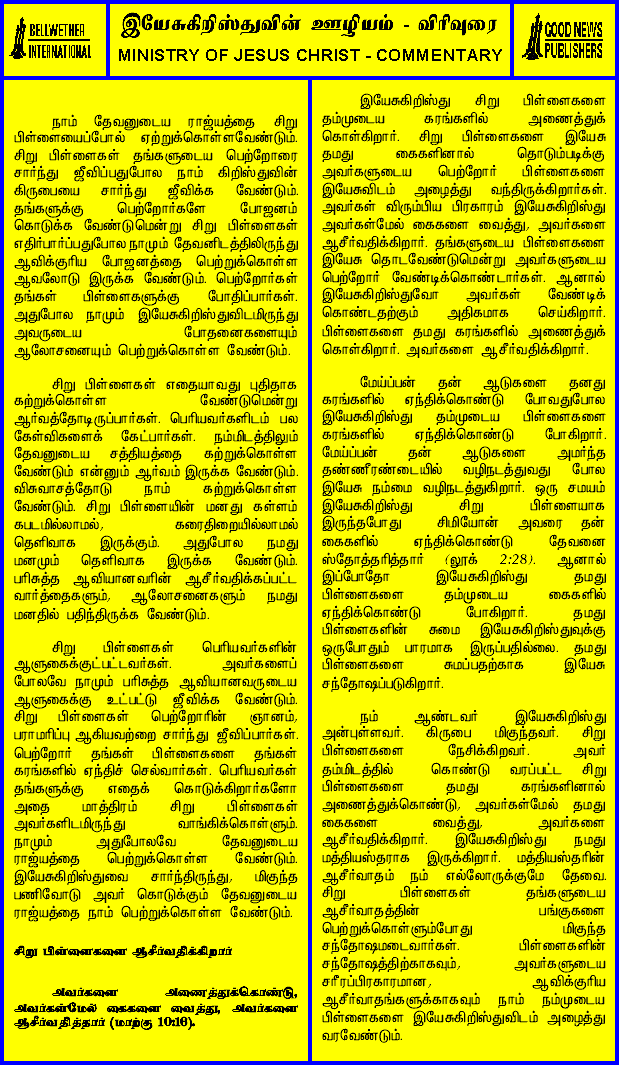 BELLWETHER
INTERNATIONAL
இயேசுகிறிஸ்துவின் ஊழியம் - விரிவுரை
MINISTRY OF JESUS CHRIST - COMMENTARY
GOOD NEWS
PUBLISHERS
நாம் தேவனுடைய ராஜ்யத்தை சிறு
பிள்ளையைப்போல் ஏற்றுக்கொள்ளவேண்டும்.
சிறு பிள்ளைகள் தங்களுடைய பெற்றோரை
சார்ந்து ஜீவிப்பதுபோல நாம் கிறிஸ்துவின்
கிருபையை சார்ந்து ஜீவிக்க வேண்டும்.
தங்களுக்கு பெற்றோர்களே போஜனம்
கொடுக்க வேண்டுமென்று சிறு பிள்ளைகள்
எதிர்பார்ப்பதுபோல நாமும் தேவனிடத்திலிருந்து
ஆவிக்குரிய போஜனத்தை பெற்றுக்கொள்ள
ஆவலோடு இருக்க வேண்டும். பெற்றோர்கள்
தங்கள் பிள்ளைகளுக்கு போதிப்பார்கள்.
அதுபோல நாமும் இயேசுகிறிஸ்துவிடமிருந்து
அவருடைய போதனைகளையும்
ஆலோசனையும் பெற்றுக்கொள்ள வேண்டும்.
சிறு பிள்ளைகள் எதையாவது புதிதாக
கற்றுக்கொள்ள வேண்டுமென்று
ஆர்வத்தோடிருப்பார்கள். பெரியவர்களிடம் பல
கேள்விகளைக் கேட்பார்கள். நம்மிடத்திலும்
தேவனுடைய சத்தியத்தை கற்றுக்கொள்ள
வேண்டும் என்னும் ஆர்வம் இருக்க வேண்டும்.
விசுவாசத்தோடு நாம் கற்றுக்கொள்ள
வேண்டும். சிறு பிள்ளையின் மனது கள்ளம்
கபடமில்லாமல், கரைதிறையில்லாமல்
தெளிவாக இருக்கும். அதுபோல நமது
மனமும் தெளிவாக இருக்க வேண்டும்.
பரிசுத்த ஆவியானவரின் ஆசீர்வதிக்கப்பட்ட
வார்த்தைகளும், ஆலோசனைகளும் நமது
மனதில் பதிந்திருக்க வேண்டும்.
சிறு பிள்ளைகள் பெரியவர்களின்
ஆளுகைக்குட்பட்டவர்கள். அவர்களைப்
போலவே நாமும் பரிசுத்த ஆவியானவருடைய
ஆளுகைக்கு உட்பட்டு ஜீவிக்க வேண்டும்.
சிறு பிள்ளைகள் பெற்றோரின் ஞானம்,
பராமரிப்பு ஆகியவற்றை சார்ந்து ஜீவிப்பார்கள்.
பெற்றோர் தங்கள் பிள்ளைகளை தங்கள்
கரங்களில் ஏந்திச் செல்வார்கள். பெரியவர்கள்
தங்களுக்கு எதைக் கொடுக்கிறார்களோ
அதை மாத்திரம் சிறு பிள்ளைகள்
அவர்களிடமிருந்து வாங்கிக்கொள்ளும்.
நாமும் அதுபோலவே தேவனுடைய
ராஜ்யத்தை பெற்றுக்கொள்ள வேண்டும்.
இயேசுகிறிஸ்துவை சார்ந்திருந்து, மிகுந்த
பணிவோடு அவர் கொடுக்கும் தேவனுடைய
ராஜ்யத்தை நாம் பெற்றுக்கொள்ள வேண்டும்.
சிறு பிள்ளைகளை ஆசீர்வதிக்கிறார்
அவர்களை அணைத்துக்கொண்டு,
அவர்கள்மேல் கைகளை வைத்து, அவர்களை
ஆசீர்வதித்தார் (மாற்கு 10:16).
இயேசுகிறிஸ்து சிறு பிள்ளைகளை
தம்முடைய கரங்களில் அணைத்துக்
கொள்கிறார். சிறு பிள்ளைகளை இயேசு
தமது கைகளினால் தொடும்படிக்கு
அவர்களுடைய பெற்றோர் பிள்ளைகளை
இயேசுவிடம் அழைத்து வந்திருக்கிறார்கள்.
அவர்கள் விரும்பிய பிரகாரம் இயேசுகிறிஸ்து
அவர்கள்மேல் கைகளை வைத்து, அவர்களை
ஆசீர்வதிக்கிறார். தங்களுடைய பிள்ளைகளை
இயேசு தொடவேண்டுமென்று அவர்களுடைய
பெற்றோர் வேண்டிக்கொண்டார்கள். ஆனால்
இயேசுகிறிஸ்துவோ அவர்கள் வேண்டிக்
கொண்டதற்கும் அதிகமாக செய்கிறார்.
பிள்ளைகளை தமது கரங்களில் அணைத்துக்
கொள்கிறார். அவர்களை ஆசீர்வதிக்கிறார்.
மேய்ப்பன் தன் ஆடுகளை தனது
கரங்களில் ஏந்திக்கொண்டு போவதுபோல
இயேசுகிறிஸ்து தம்முடைய பிள்ளைகளை
கரங்களில் ஏந்திக்கொண்டு போகிறார்.
மேய்ப்பன் தன் ஆடுகளை அமர்ந்த
தண்ணீரண்டையில் வழிநடத்துவது போல
இயேசு நம்மை வழிநடத்துகிறார். ஒரு சமயம்
இயேசுகிறிஸ்து சிறு பிள்ளையாக
இருந்தபோது சிமியோன் அவரை தன்
கைகளில் ஏந்திக்கொண்டு தேவனை
ஸ்தோத்தரித்தார் (லூக் 2:28). ஆனால்
இப்போதோ இயேசுகிறிஸ்து தமது
பிள்ளைகளை தம்முடைய கைகளில்
ஏந்திக்கொண்டு போகிறார். தமது
பிள்ளைகளின் சுமை இயேசுகிறிஸ்துவுக்கு
ஒருபோதும் பாரமாக இருப்பதில்லை. தமது
பிள்ளைகளை சுமப்பதற்காக இயேசு
சந்தோஷப்படுகிறார்.
நம் ஆண்டவர் இயேசுகிறிஸ்து
அன்புள்ளவர். கிருபை மிகுந்தவர். சிறு
பிள்ளைகளை நேசிக்கிறவர். அவர்
தம்மிடத்தில் கொண்டு வரப்பட்ட சிறு
பிள்ளைகளை தமது கரங்களினால்
அணைத்துக்கொண்டு, அவர்கள்மேல் தமது
கைகளை வைத்து, அவர்களை
ஆசீர்வதிக்கிறார். இயேசுகிறிஸ்து நமது
மத்தியஸ்தராக இருக்கிறார். மத்தியஸ்தரின்
ஆசீர்வாதம் நம் எல்லோருக்குமே தேவை.
சிறு பிள்ளைகள் தங்களுடைய
ஆசீர்வாதத்தின் பங்குகளை
பெற்றுக்கொள்ளும்போது மிகுந்த
சந்தோஷமடைவார்கள். பிள்ளைகளின்
சந்தோஷத்திற்காகவும், அவர்களுடைய
சரீரப்பிரகாரமான, ஆவிக்குரிய
ஆசீர்வாதங்களுக்காகவும் நாம் நம்முடைய
பிள்ளைகளை இயேசுகிறிஸ்துவிடம் அழைத்து
வரவேண்டும்.